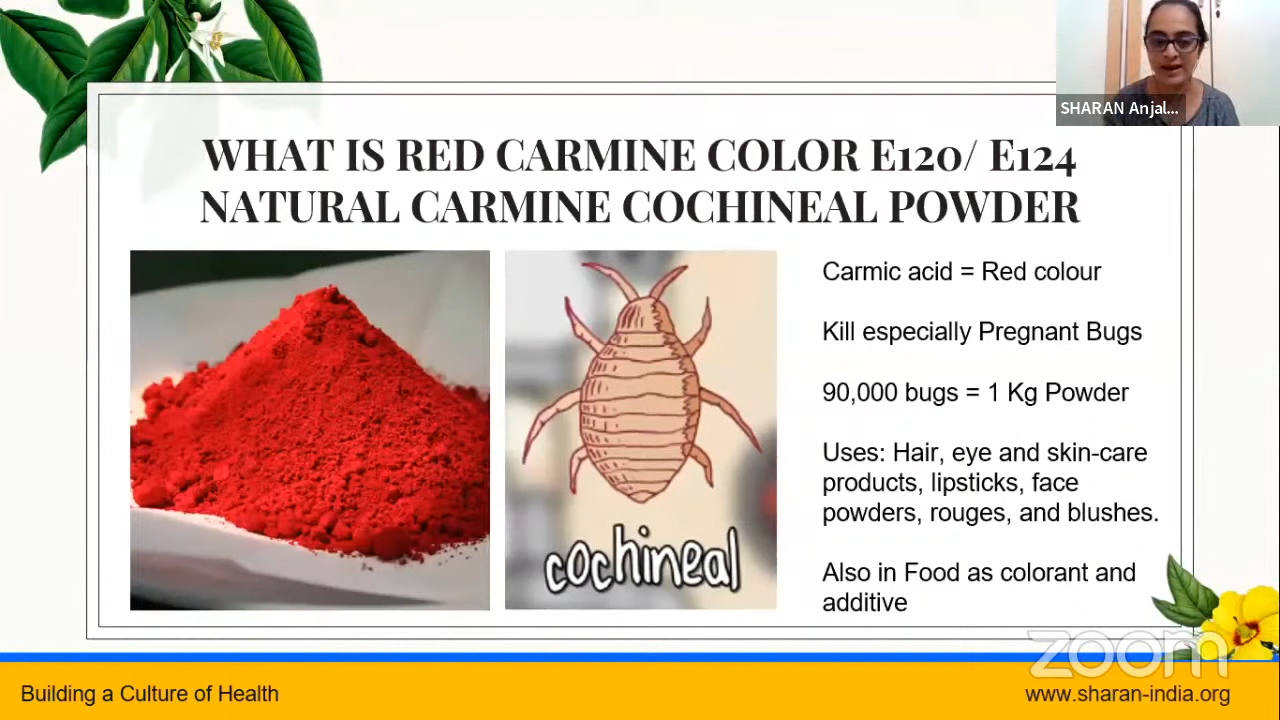 SHARAN Anjal...
WHAT IS RED CARMINE COLOR E120/ E124
NATURAL CARMINE COCHINEAL POWDER
cochineal
Carmic acid = Red colour
Kill especially Pregnant Bugs
90,000 bugs = 1 Kg Powder
Uses: Hair, eye and skin-care
products, lipsticks, face
powders, rouges, and blushes.
Also in Food as colorant and
additive
zoom
Building a Culture of Health
www.sharan-india.org